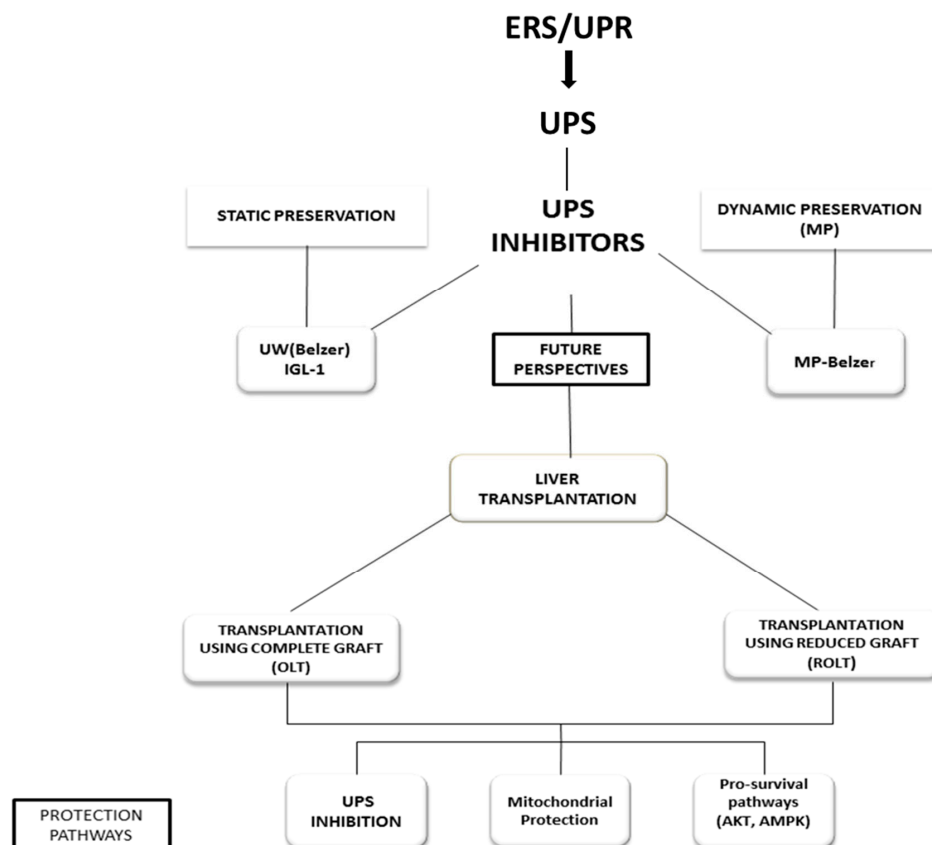 ERS/UPR
UPS
STATIC PRESERVATION
UPS
INHIBITORS
DYNAMIC PRESERVATION
(MP)
UW(Belzer)
IGL-1
FUTURE
PERSPECTIVES
MP-Belzer
LIVER
TRANSPLANTATION
TRANSPLANTATION
USING COMPLETE GRAFT
(OLT)
TRANSPLANTATION
USING REDUCED GRAFT
(ROLT)
PROTECTION
PATHWAYS
UPS
INHIBITION
Mitochondrial
Protection
Pro-survival
pathways
(AKT, AMPK)